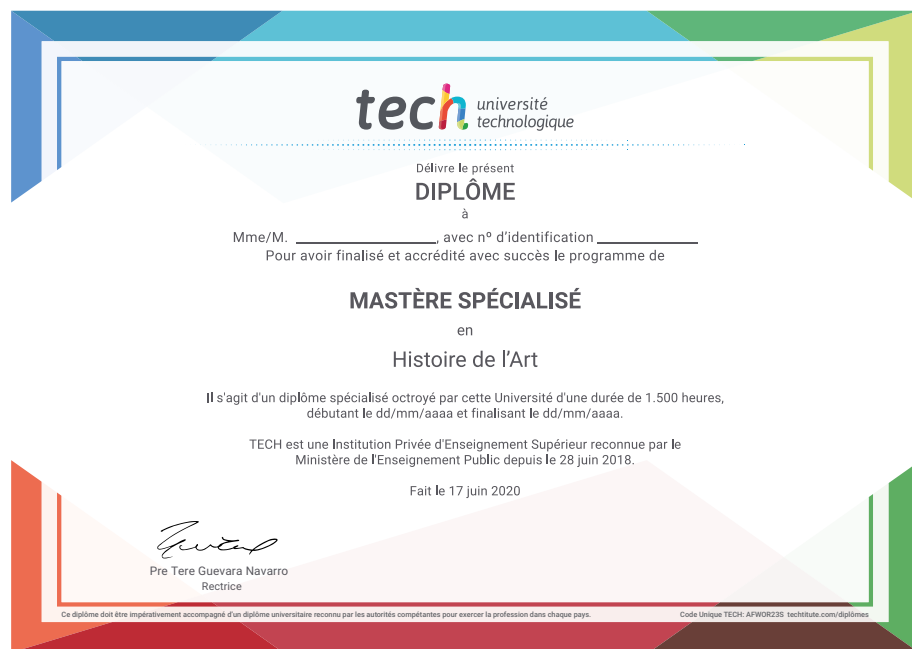 tech université
technologique
Délivre le présent
DIPLÔME
à
Mme/M. ____________, avec nº d'identification ____________
Pour avoir finalisé et accrédité avec succès le programme de
MASTÈRE SPÉCIALISÉ
en
Histoire de l'Art
Il s'agit d'un diplôme spécialisé octroyé par cette Université d'une durée de 1.500 heures,
débutant le dd/mm/aaaa et finalisant le dd/mm/aaaa.
TECH est une Institution Privée d'Enseignement Supérieur reconnue par le
Ministère de l'Enseignement Public depuis le 28 juin 2018.
Fait le 17 juin 2020
Pre Tere Guevara Navarro
Rectrice
Ce diplôme doit être impérativement accompagné d'un diplôme universitaire reconnu par les autorités compétantes pour exercer la profession dans chaque pays.
Code Unique TECH: AFWOR23S techtitute.com/diplômes